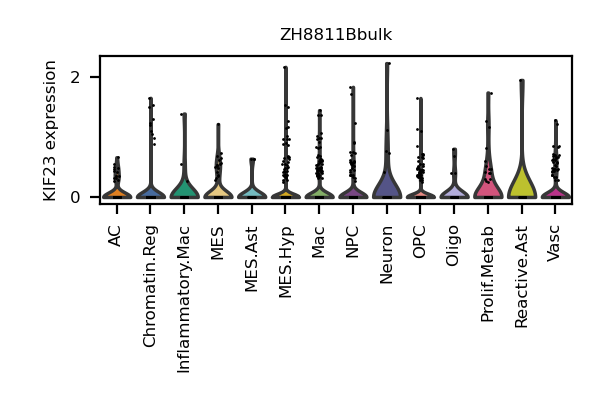 ZH8811Bbulk
KIF23 expression
2
0
AC
Chromatin.Reg
Inflammatory.Mac
MES
MES.Ast
MES.Hyp
Mac
NPC
Neuron
OPC
Oligo
Prolif.Metab
Reactive.Ast
Vasc